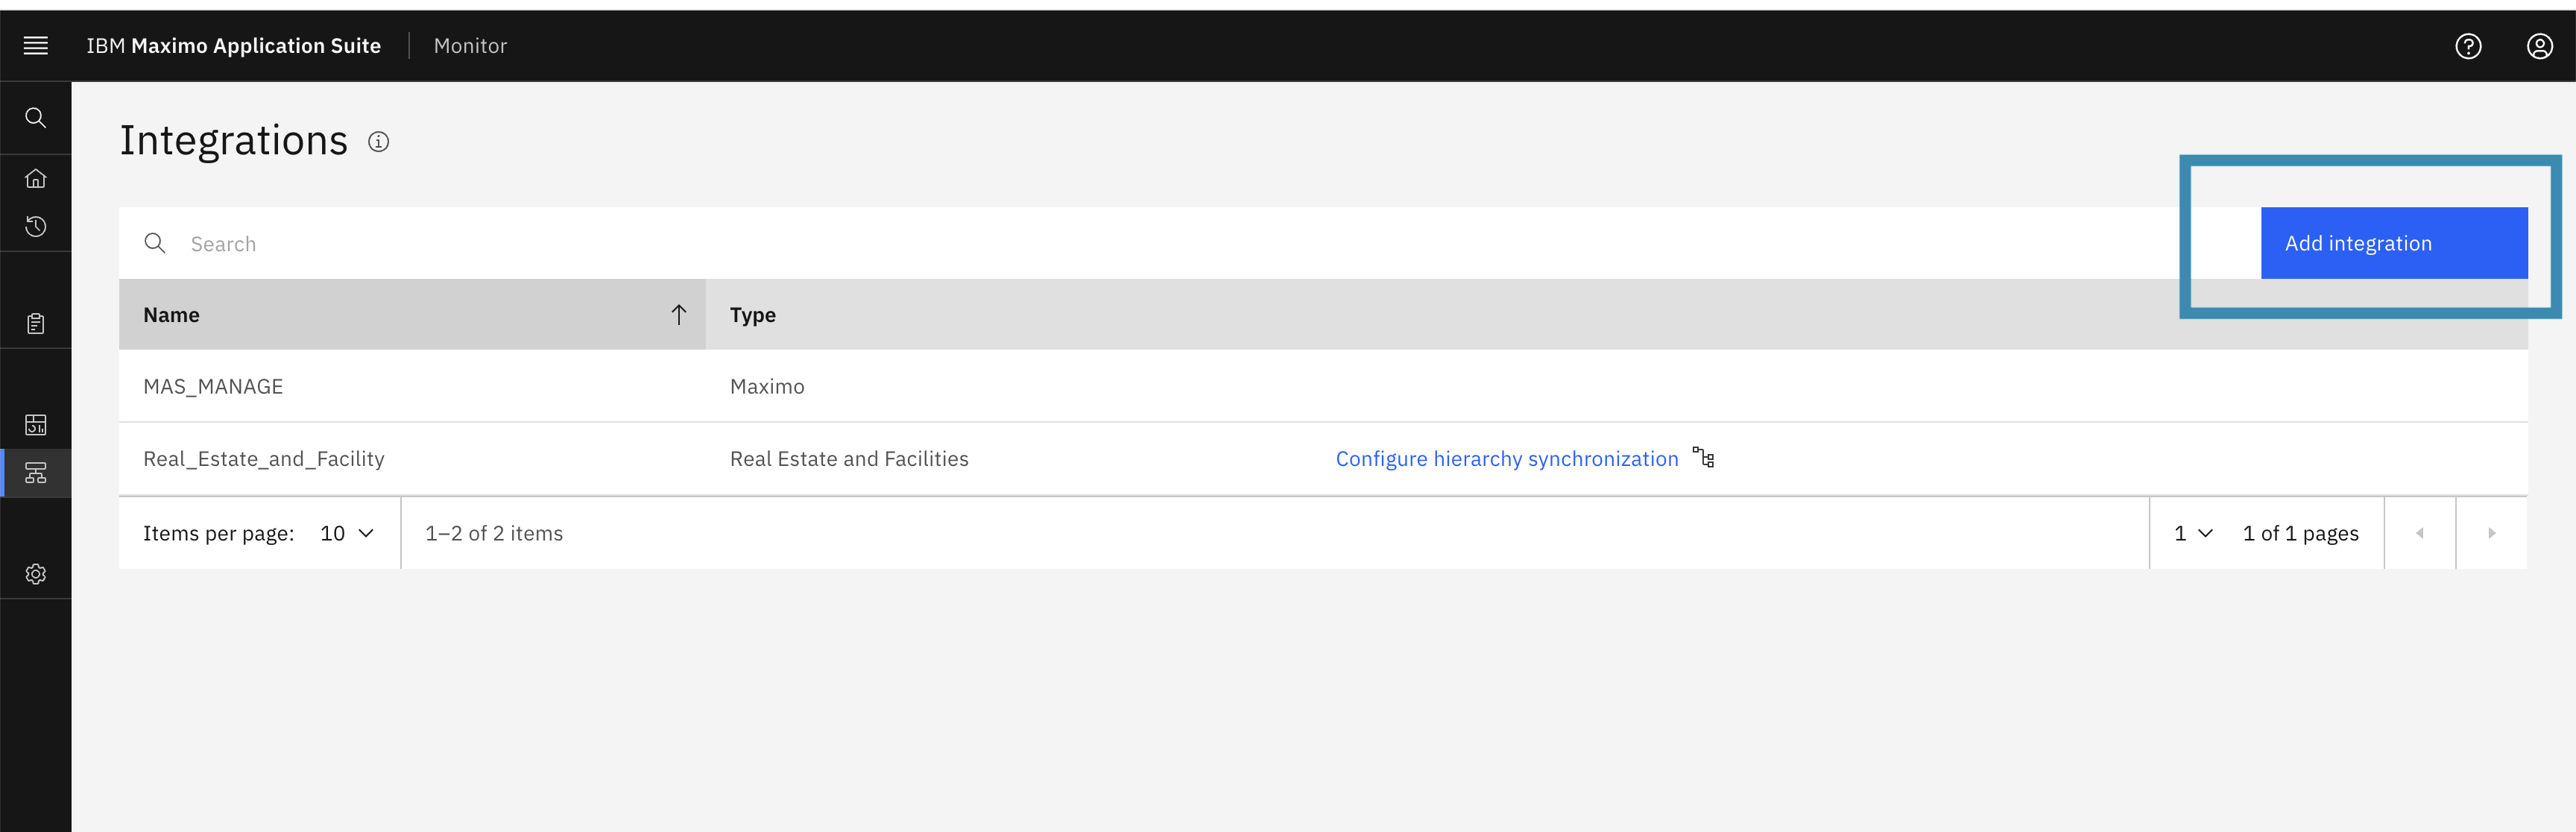 IBM Maximo Application Suite Monitor
Integrations
Search
Add integration
Name Type
MAS_MANAGE Maximo
Real_Estate_and_Facility Real Estate and Facilities Configure hierarchy synchronization
Items per page: 10 1–2 of 2 items 1 1 of 1 pages